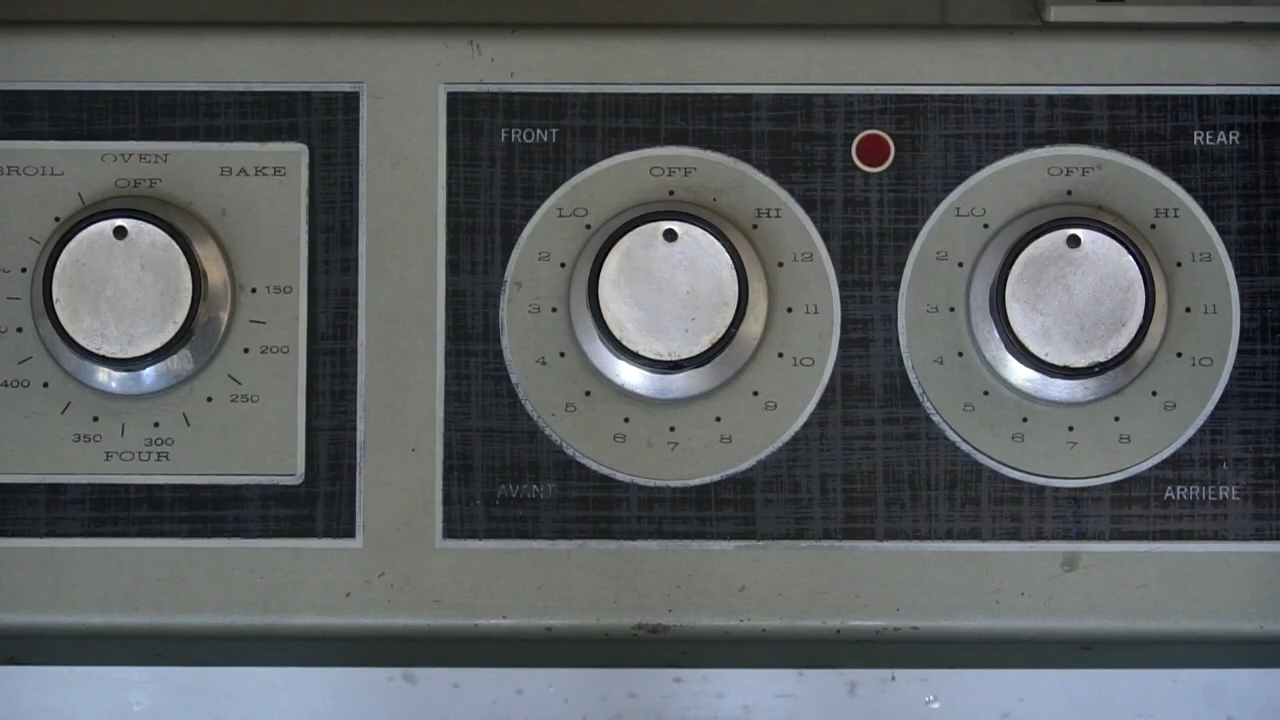 BROIL OVEN BAKE
OFF
150
200
250
300
350
400
FOUR
FRONT
OFF
LO HI
2 12
3 11
4 10
5 9
6 8
7
AVANT
REAR
OFF
LO HI
2 12
3 11
4 10
5 9
6 8
7
ARRIERE